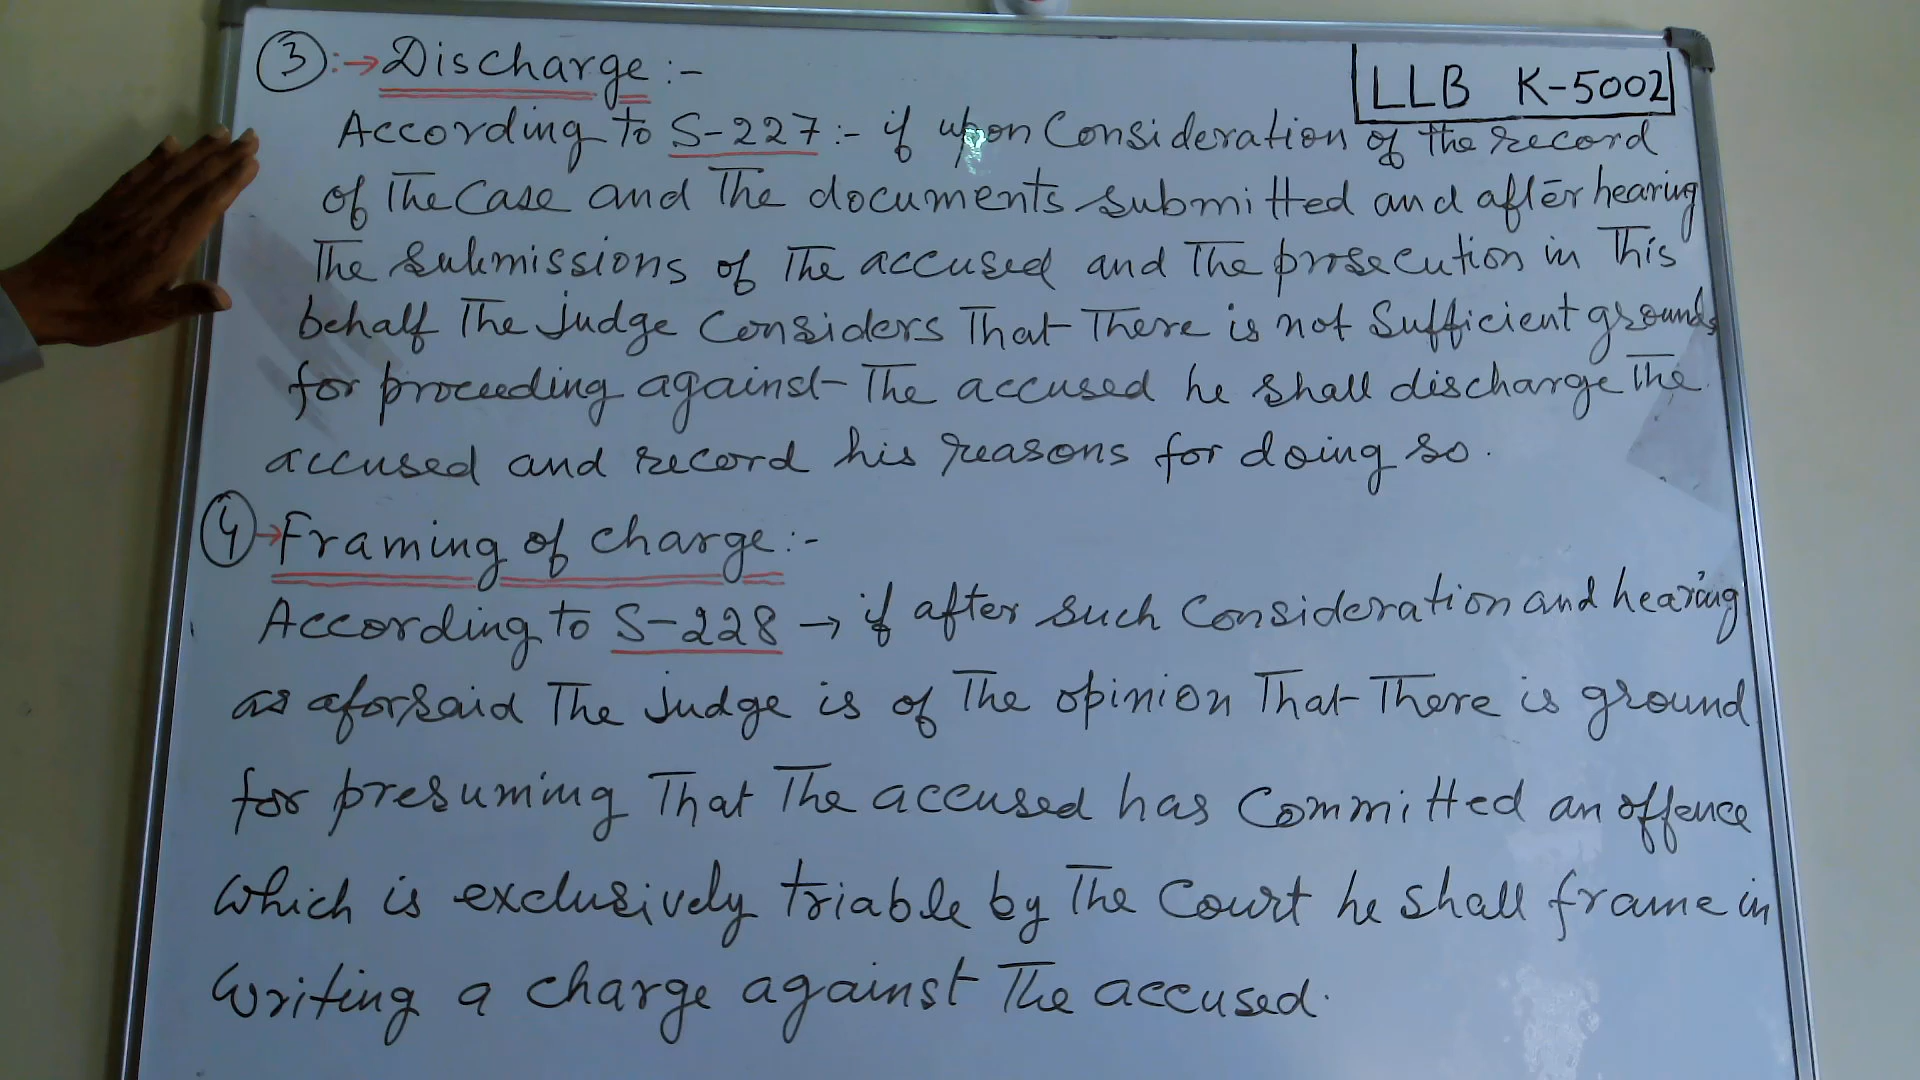 ③:→ Discharge :-
LLB K-5002
According to S-227 :- if upon Consideration of the record
of The Case and The documents submitted and after hearing
The submissions of The accused and The prosecution in This
behalf The judge Considers That There is not Sufficient grounds
for proceeding against The accused he shall discharge The
accused and record his reasons for doing so.
④→ Framing of charge :-
According to S-228 → if after such Consideration and hearing
as aforsaid The judge is of The opinion That There is ground
for presuming That The accused has Committed an offence
which is exclusively triable by The Court he shall frame in
writing a charge against The accused.